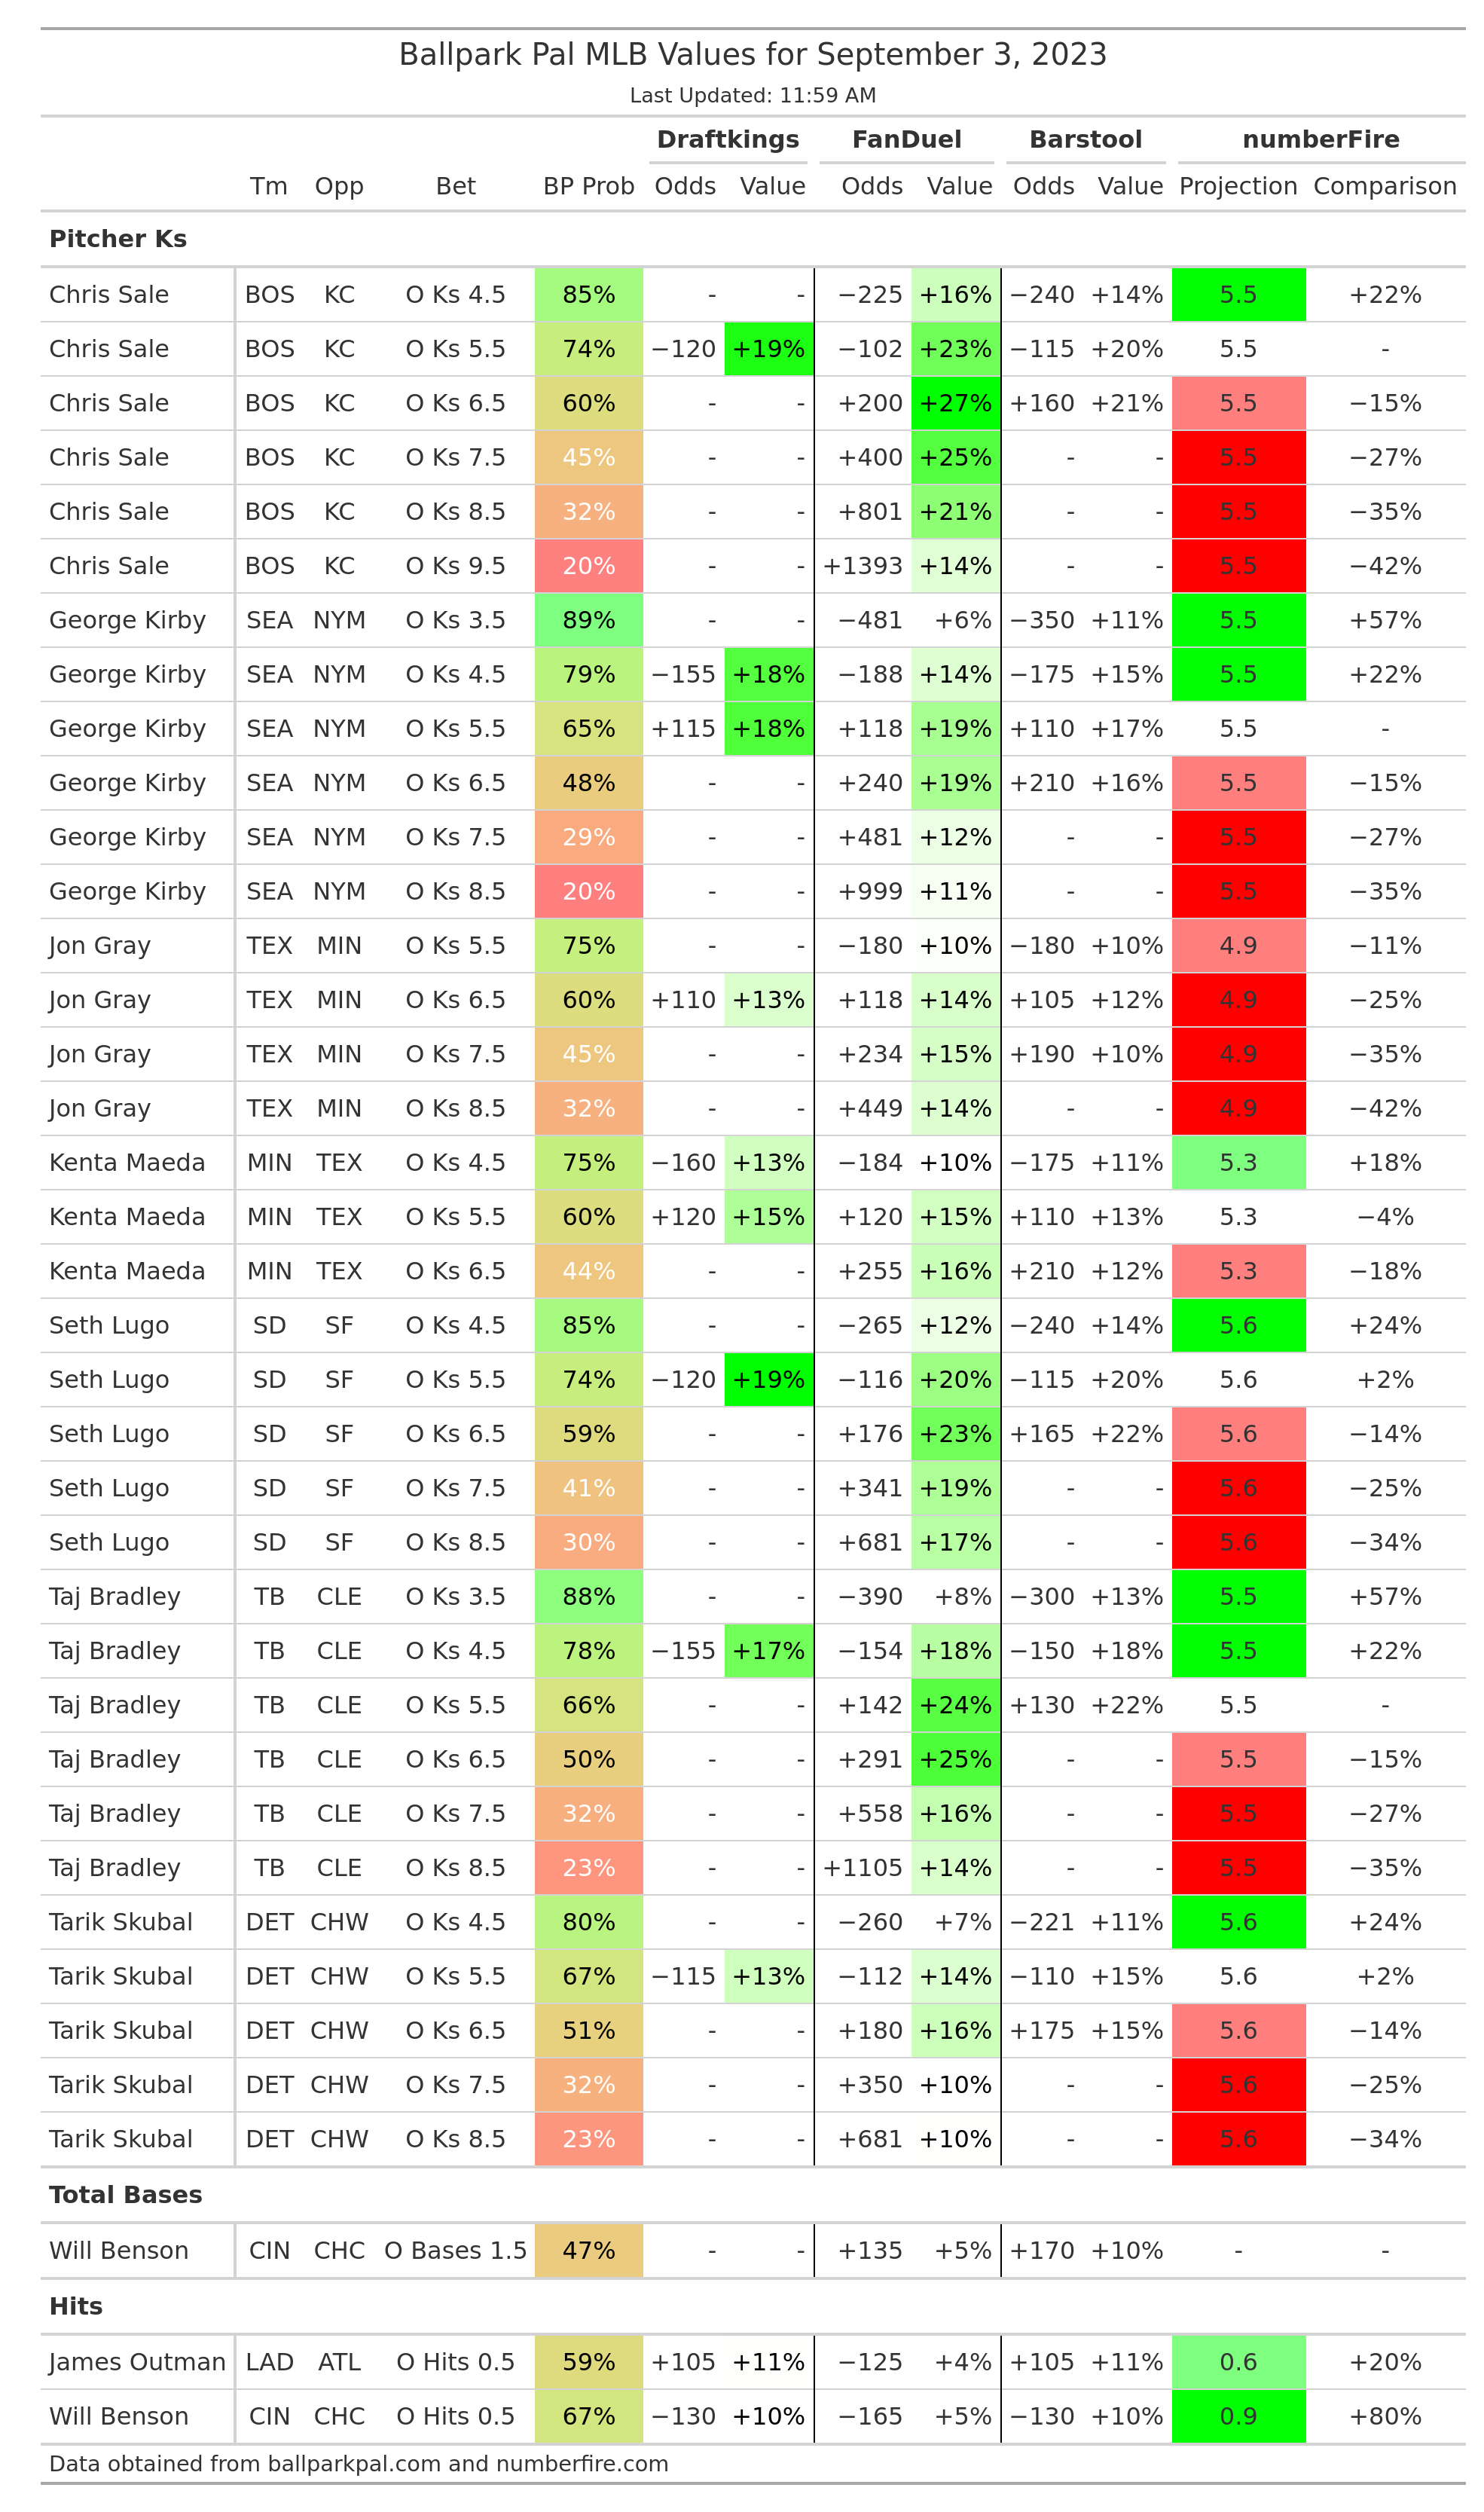 Ballpark Pal MLB Values for September 3, 2023
Last Updated: 11:59 AM
Draftkings FanDuel Barstool numberFire
Tm Opp Bet BP Prob Odds Value Odds Value Odds Value Projection Comparison
Pitcher Ks
Chris Sale BOS KC O Ks 4.5 85% - - −225 +16% −240 +14% 5.5 +22%
Chris Sale BOS KC O Ks 5.5 74% −120 +19% −102 +23% −115 +20% 5.5 -
Chris Sale BOS KC O Ks 6.5 60% - - +200 +27% +160 +21% 5.5 −15%
Chris Sale BOS KC O Ks 7.5 45% - - +400 +25% - - 5.5 −27%
Chris Sale BOS KC O Ks 8.5 32% - - +801 +21% - - 5.5 −35%
Chris Sale BOS KC O Ks 9.5 20% - - +1393 +14% - - 5.5 −42%
George Kirby SEA NYM O Ks 3.5 89% - - −481 +6% −350 +11% 5.5 +57%
George Kirby SEA NYM O Ks 4.5 79% −155 +18% −188 +14% −175 +15% 5.5 +22%
George Kirby SEA NYM O Ks 5.5 65% +115 +18% +118 +19% +110 +17% 5.5 -
George Kirby SEA NYM O Ks 6.5 48% - - +240 +19% +210 +16% 5.5 −15%
George Kirby SEA NYM O Ks 7.5 29% - - +481 +12% - - 5.5 −27%
George Kirby SEA NYM O Ks 8.5 20% - - +999 +11% - - 5.5 −35%
Jon Gray TEX MIN O Ks 5.5 75% - - −180 +10% −180 +10% 4.9 −11%
Jon Gray TEX MIN O Ks 6.5 60% +110 +13% +118 +14% +105 +12% 4.9 −25%
Jon Gray TEX MIN O Ks 7.5 45% - - +234 +15% +190 +10% 4.9 −35%
Jon Gray TEX MIN O Ks 8.5 32% - - +449 +14% - - 4.9 −42%
Kenta Maeda MIN TEX O Ks 4.5 75% −160 +13% −184 +10% −175 +11% 5.3 +18%
Kenta Maeda MIN TEX O Ks 5.5 60% +120 +15% +120 +15% +110 +13% 5.3 −4%
Kenta Maeda MIN TEX O Ks 6.5 44% - - +255 +16% +210 +12% 5.3 −18%
Seth Lugo SD SF O Ks 4.5 85% - - −265 +12% −240 +14% 5.6 +24%
Seth Lugo SD SF O Ks 5.5 74% −120 +19% −116 +20% −115 +20% 5.6 +2%
Seth Lugo SD SF O Ks 6.5 59% - - +176 +23% +165 +22% 5.6 −14%
Seth Lugo SD SF O Ks 7.5 41% - - +341 +19% - - 5.6 −25%
Seth Lugo SD SF O Ks 8.5 30% - - +681 +17% - - 5.6 −34%
Taj Bradley TB CLE O Ks 3.5 88% - - −390 +8% −300 +13% 5.5 +57%
Taj Bradley TB CLE O Ks 4.5 78% −155 +17% −154 +18% −150 +18% 5.5 +22%
Taj Bradley TB CLE O Ks 5.5 66% - - +142 +24% +130 +22% 5.5 -
Taj Bradley TB CLE O Ks 6.5 50% - - +291 +25% - - 5.5 −15%
Taj Bradley TB CLE O Ks 7.5 32% - - +558 +16% - - 5.5 −27%
Taj Bradley TB CLE O Ks 8.5 23% - - +1105 +14% - - 5.5 −35%
Tarik Skubal DET CHW O Ks 4.5 80% - - −260 +7% −221 +11% 5.6 +24%
Tarik Skubal DET CHW O Ks 5.5 67% −115 +13% −112 +14% −110 +15% 5.6 +2%
Tarik Skubal DET CHW O Ks 6.5 51% - - +180 +16% +175 +15% 5.6 −14%
Tarik Skubal DET CHW O Ks 7.5 32% - - +350 +10% - - 5.6 −25%
Tarik Skubal DET CHW O Ks 8.5 23% - - +681 +10% - - 5.6 −34%
Total Bases
Will Benson CIN CHC O Bases 1.5 47% - - +135 +5% +170 +10% - -
Hits
James Outman LAD ATL O Hits 0.5 59% +105 +11% −125 +4% +105 +11% 0.6 +20%
Will Benson CIN CHC O Hits 0.5 67% −130 +10% −165 +5% −130 +10% 0.9 +80%
Data obtained from ballparkpal.com and numberfire.com